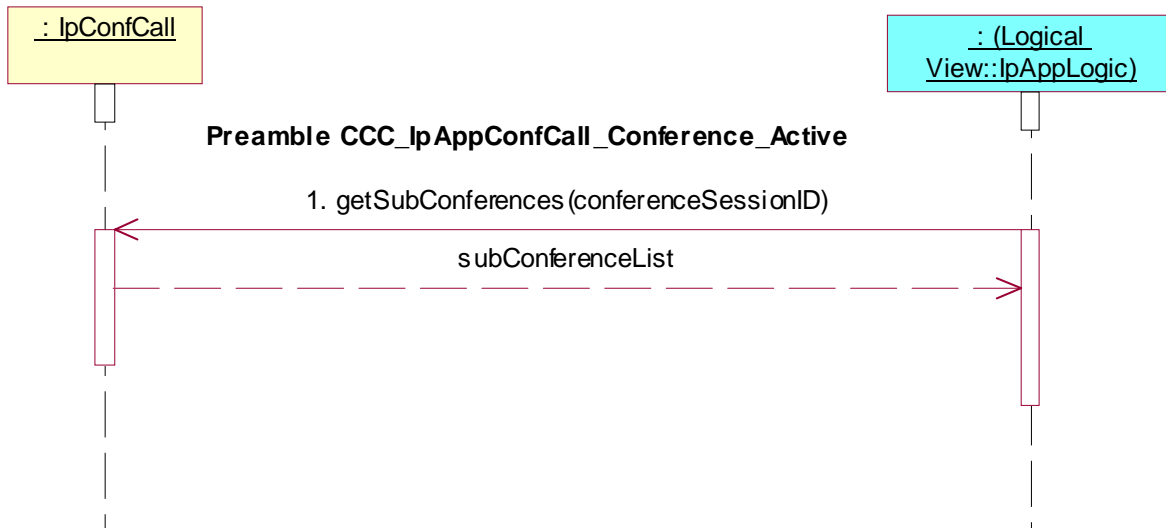 : IpConfCall
: (Logical
View::IpAppLogic)
Preamble CCC_IpAppConfCall_Conference_Active
1. getSubConferences(conferenceSessionID)
subConferenceList